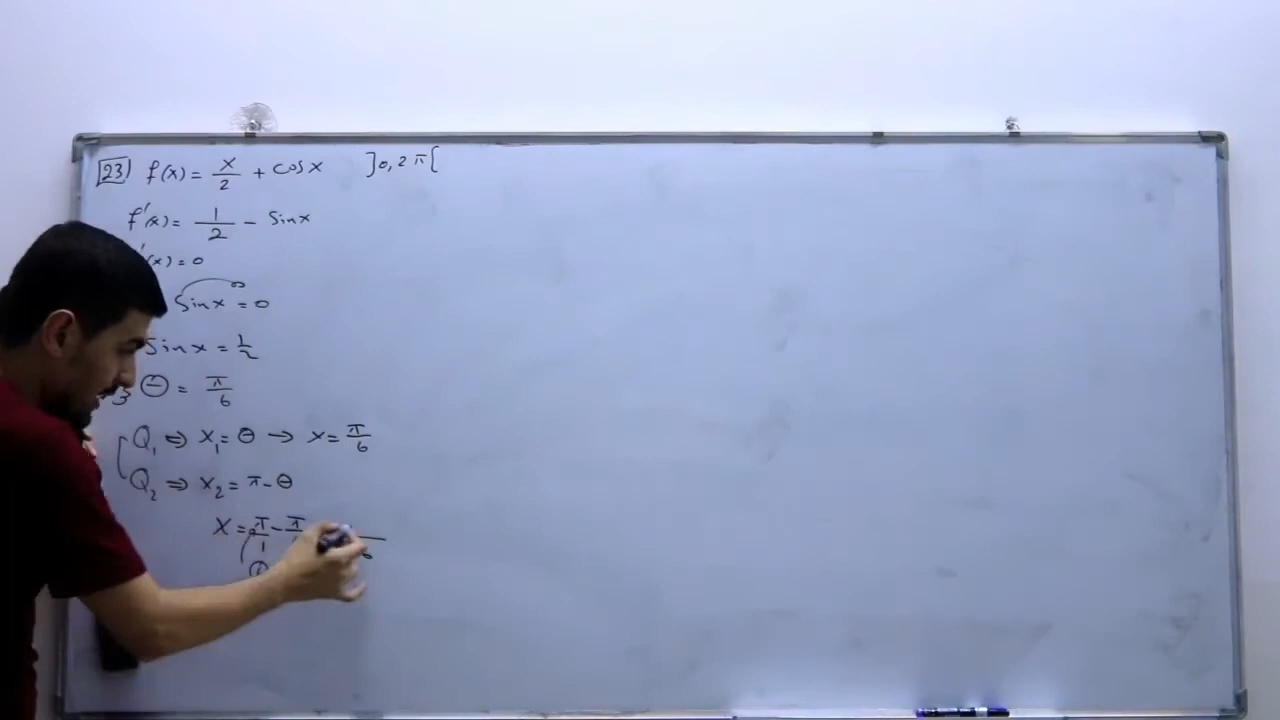 23 f(x) = x/2 + cos x ]0, 2π[
f'(x) = 1/2 - sin x
'(x) = 0
sin x = 0
sin x = 1/2
Θ = π/6
Q₁ ⇒ x₁ = θ → x = π/6
Q₂ ⇒ x₂ = π - θ
x = π/1 - π/